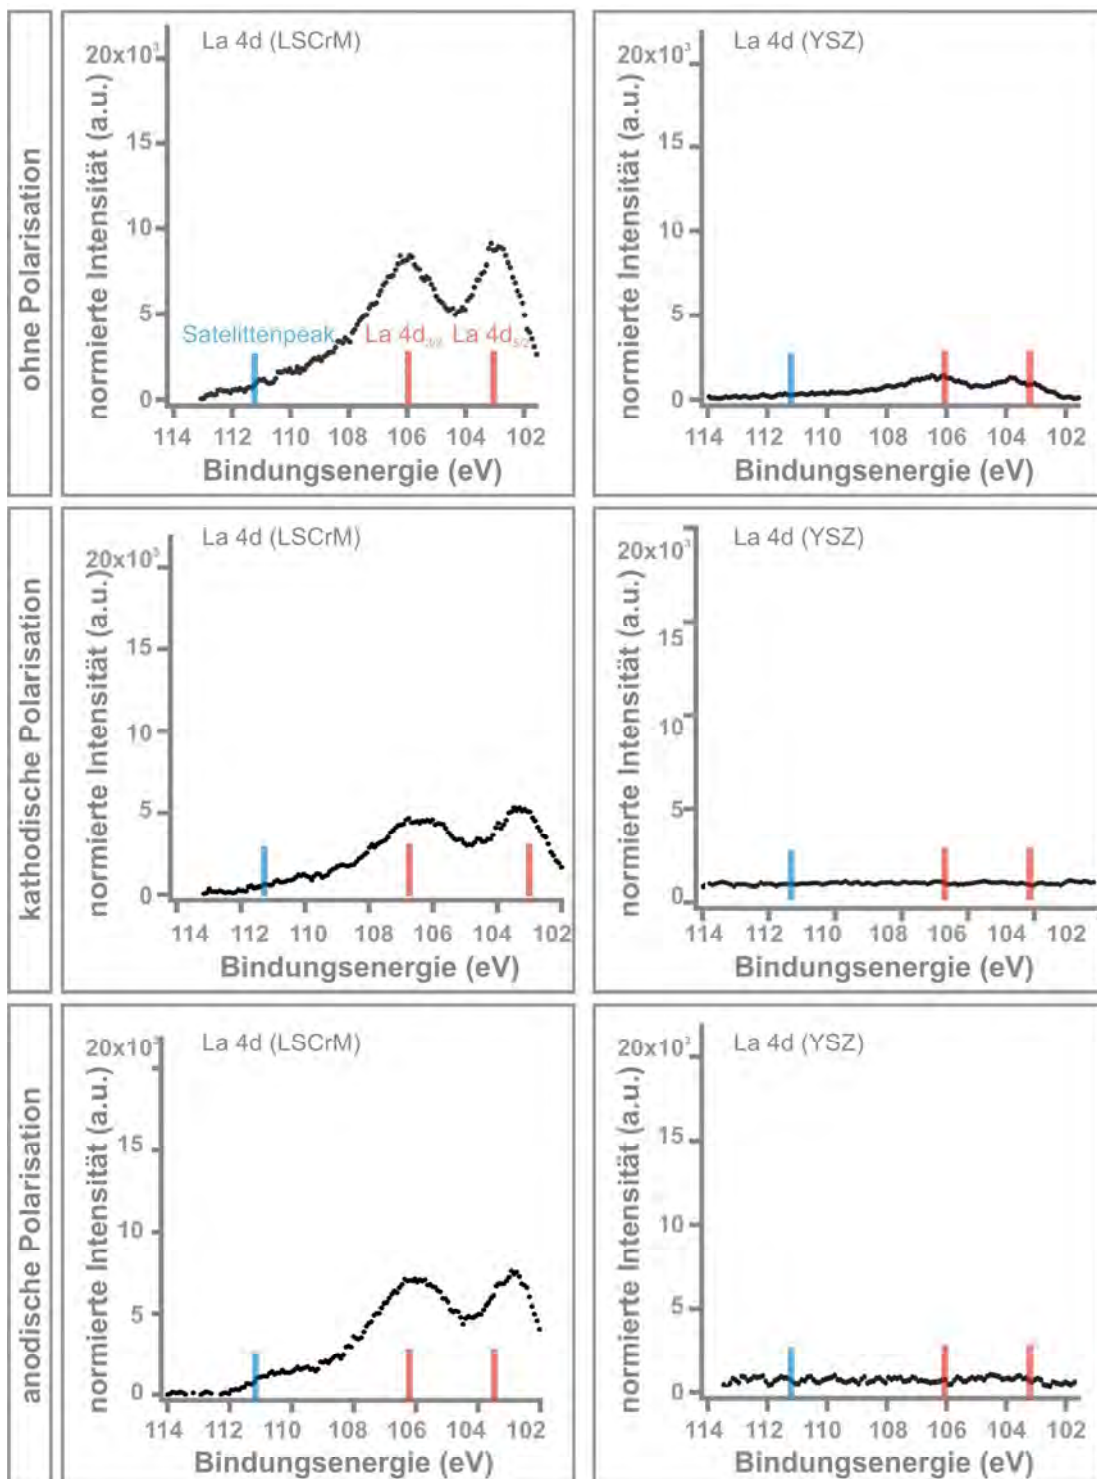 ohne Polarisation
La 4d (LSCrM)
normierte Intensität (a.u.)
20x10³
15
10
5
0
Satelittenpeak
La 4d3/2
La 4d5/2
114 112 110 108 106 104 102
Bindungsenergie (eV)
La 4d (YSZ)
normierte Intensität (a.u.)
20x10³
15
10
5
0
114 112 110 108 106 104 102
Bindungsenergie (eV)
kathodische Polarisation
La 4d (LSCrM)
normierte Intensität (a.u.)
20x10³
15
10
5
0
114 112 110 108 106 104 102
Bindungsenergie (eV)
La 4d (YSZ)
normierte Intensität (a.u.)
20x10³
15
10
5
0
114 112 110 108 106 104 102
Bindungsenergie (eV)
anodische Polarisation
La 4d (LSCrM)
normierte Intensität (a.u.)
20x10³
15
10
5
0
114 112 110 108 106 104 102
Bindungsenergie (eV)
La 4d (YSZ)
normierte Intensität (a.u.)
20x10³
15
10
5
0
114 112 110 108 106 104 102
Bindungsenergie (eV)